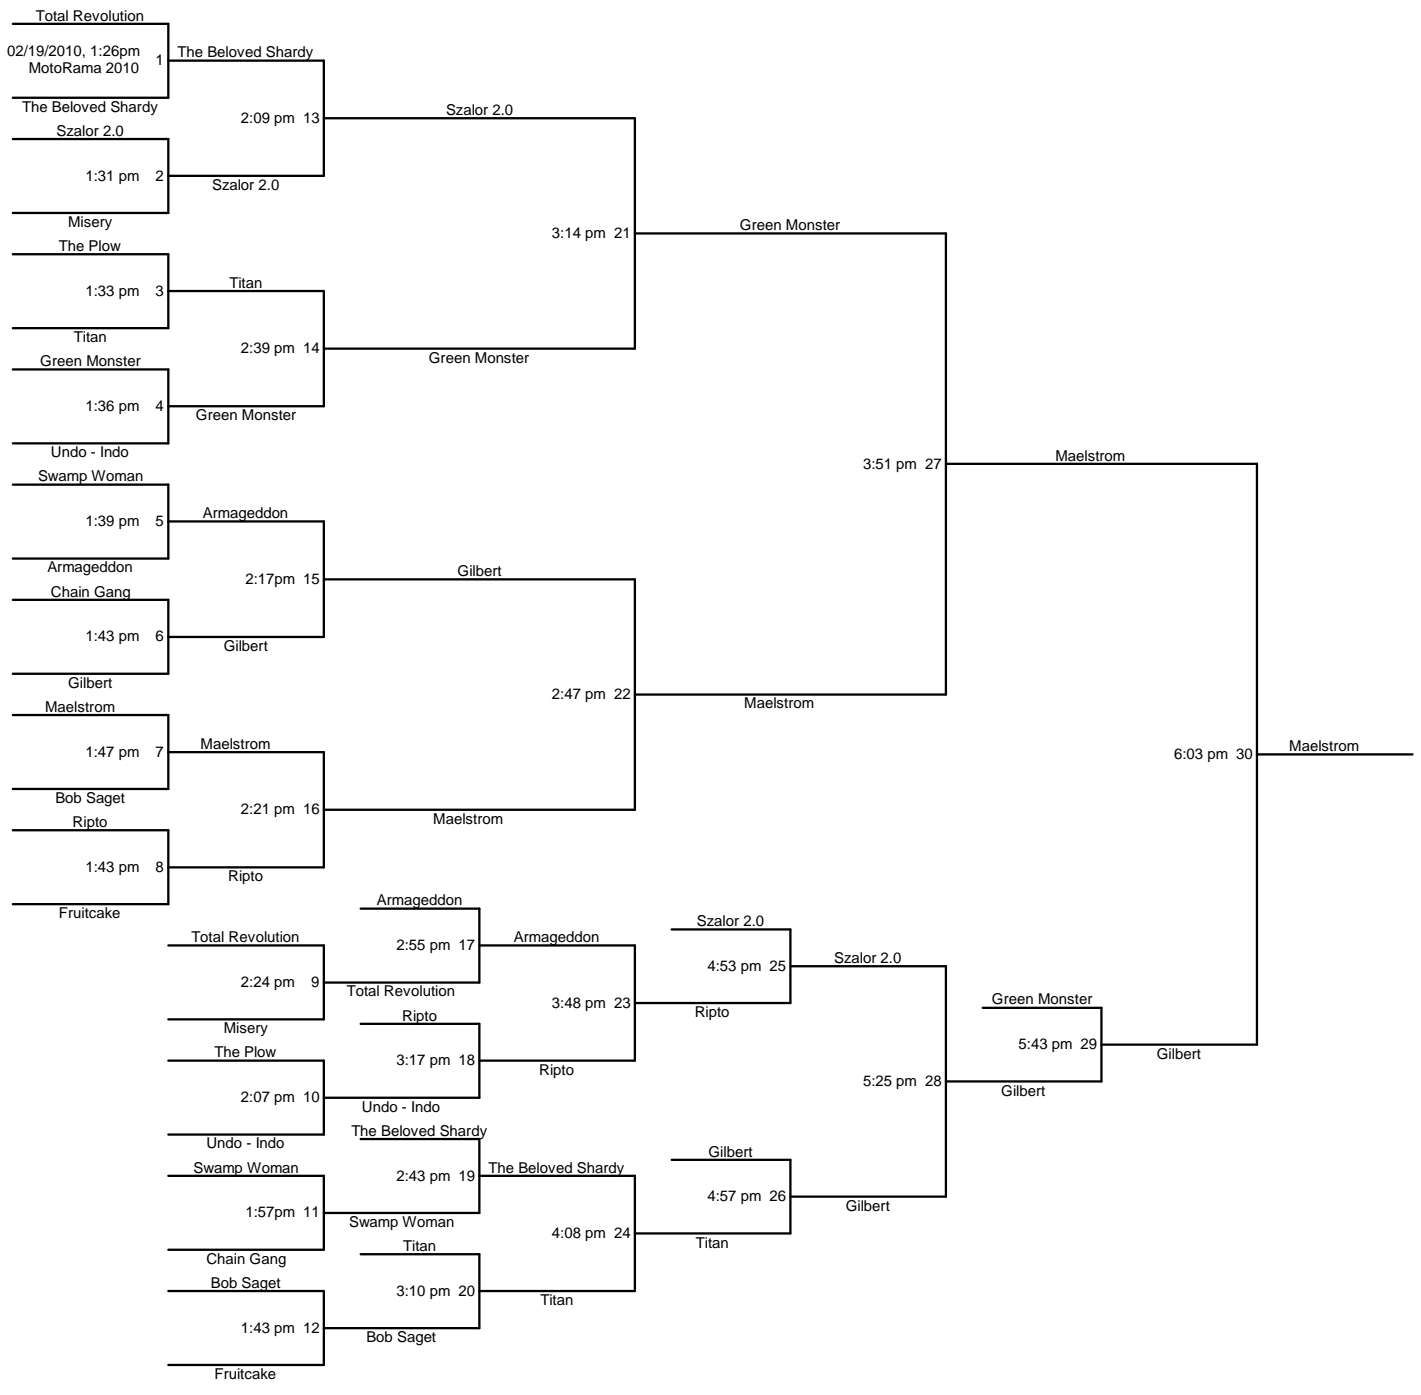 Total Revolution
02/19/2010, 1:26pm 1
MotoRama 2010
The Beloved Shardy
The Beloved Shardy
2:09 pm 13
Szalor 2.0
Szalor 2.0
1:31 pm 2
Szalor 2.0
Misery
The Plow
3:14 pm 21
Green Monster
1:33 pm 3
Titan
Titan
2:39 pm 14
Green Monster
Green Monster
1:36 pm 4
Green Monster
Undo - Indo
3:51 pm 27
Maelstrom
Swamp Woman
1:39 pm 5
Armageddon
Armageddon
2:17pm 15
Gilbert
Chain Gang
1:43 pm 6
Gilbert
Gilbert
2:47 pm 22
Maelstrom
Maelstrom
1:47 pm 7
Maelstrom
6:03 pm 30
Maelstrom
Bob Saget
2:21 pm 16
Maelstrom
Ripto
1:43 pm 8
Ripto
Fruitcake
Armageddon
2:55 pm 17
Total Revolution
2:24 pm 9
Total Revolution
Misery
Armageddon
3:48 pm 23
Ripto
Szalor 2.0
4:53 pm 25
Szalor 2.0
Ripto
3:17 pm 18
Ripto
The Plow
2:07 pm 10
Undo - Indo
Undo - Indo
5:25 pm 28
Gilbert
Green Monster
5:43 pm 29
Gilbert
The Beloved Shardy
2:43 pm 19
The Beloved Shardy
Swamp Woman
1:57pm 11
Swamp Woman
Chain Gang
4:08 pm 24
Titan
Gilbert
4:57 pm 26
Gilbert
Titan
3:10 pm 20
Titan
Bob Saget
1:43 pm 12
Bob Saget
Fruitcake